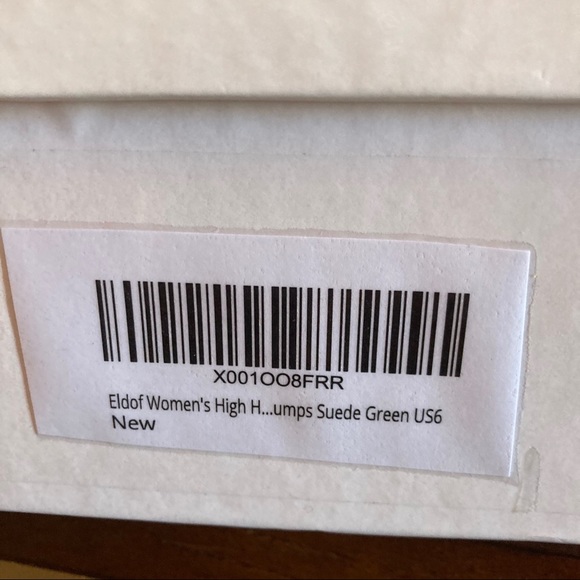 X001OO8FRR
Eldof Women's High H...umps Suede Green US6
New